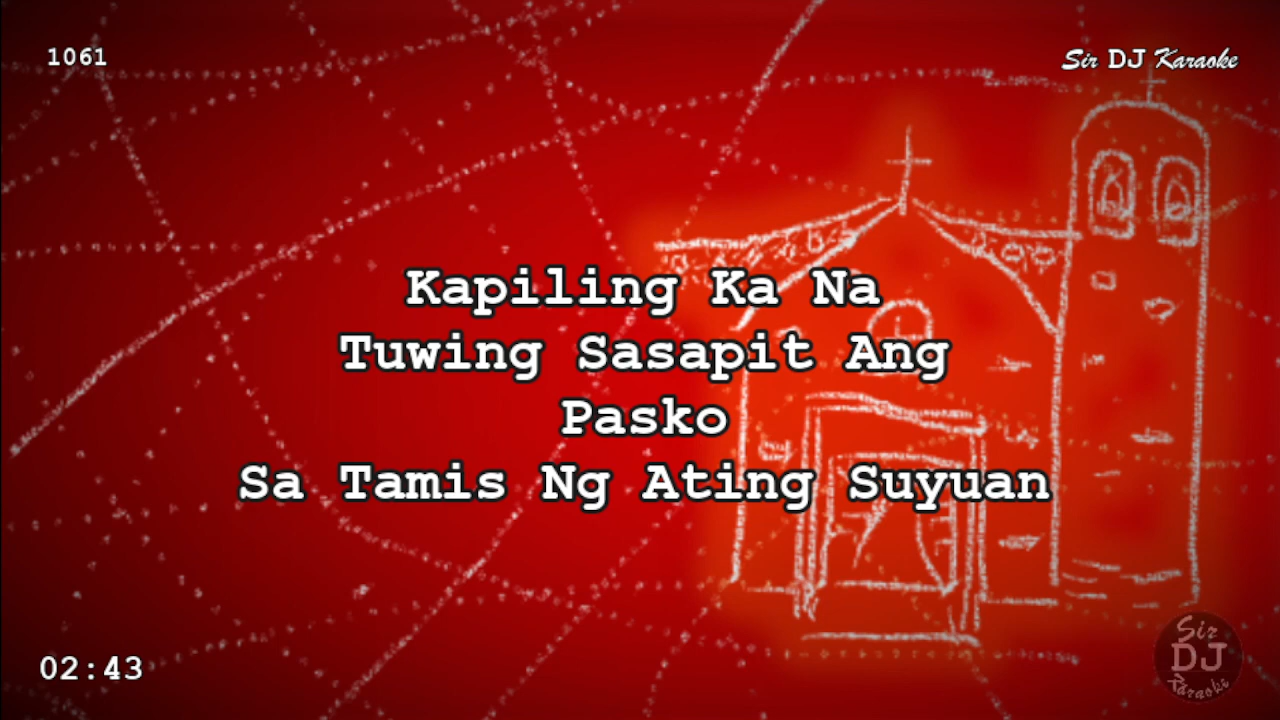 1061
Sir DJ Karaoke
Kapiling Ka Na
Tuwing Sasapit Ang
Pasko
Sa Tamis Ng Ating Suyuan
02:43
Sir
DJ
Karaoke